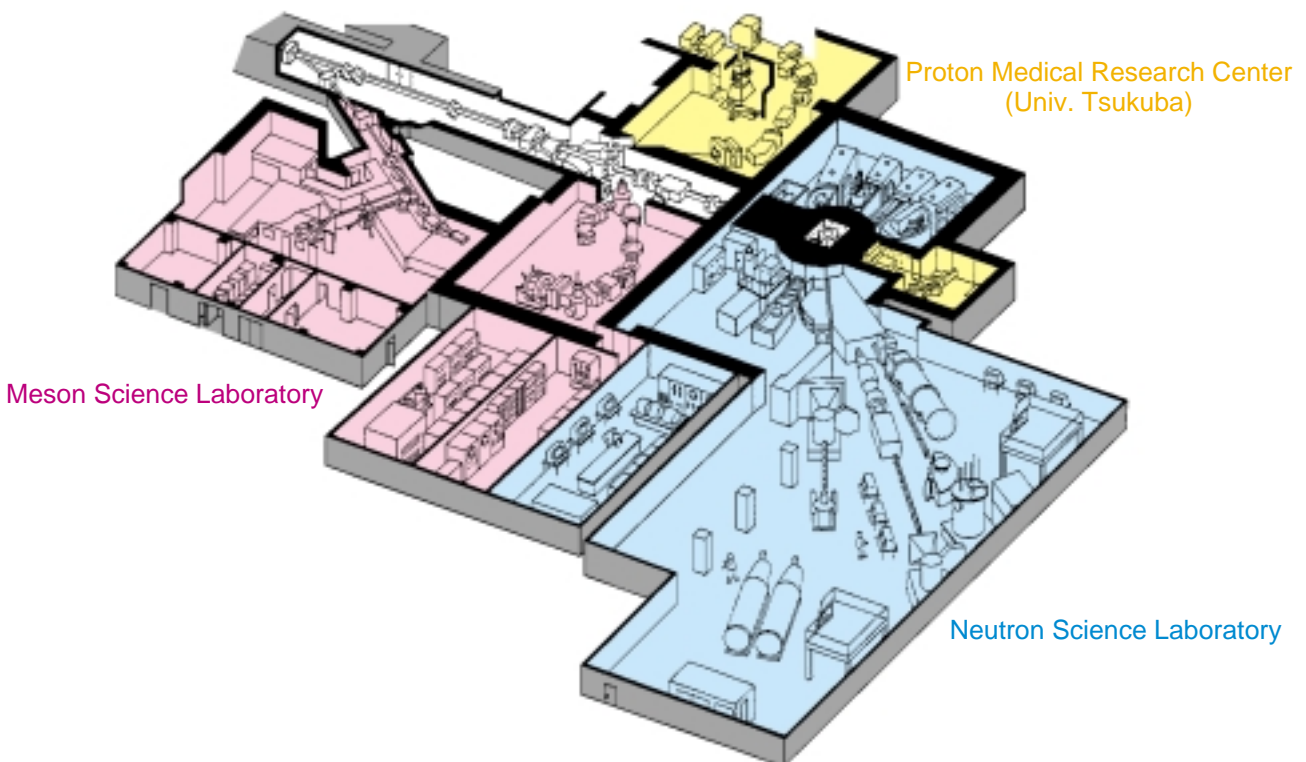 Proton Medical Research Center
(Univ. Tsukuba)
Meson Science Laboratory
Neutron Science Laboratory